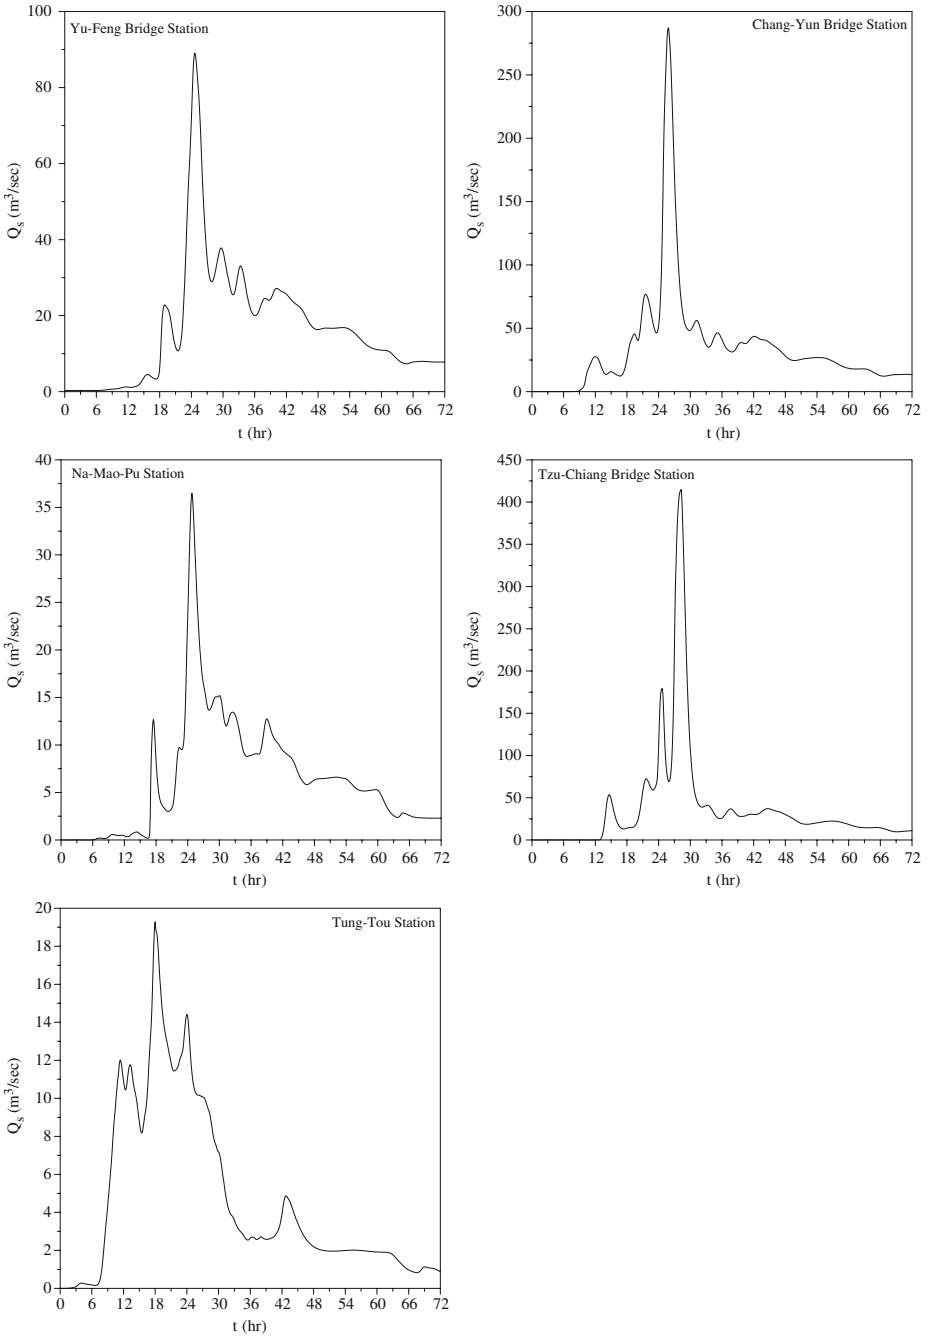 Yu-Feng Bridge Station
100
80
60
40
20
0
Qs (m3/sec)
0 6 12 18 24 30 36 42 48 54 60 66 72
t (hr)
Chang-Yun Bridge Station
300
250
200
150
100
50
0
Qs (m3/sec)
0 6 12 18 24 30 36 42 48 54 60 66 72
t (hr)
Na-Mao-Pu Station
40
35
30
25
20
15
10
5
0
Qs (m3/sec)
0 6 12 18 24 30 36 42 48 54 60 66 72
t (hr)
Tzu-Chiang Bridge Station
450
400
350
300
250
200
150
100
50
0
Qs (m3/sec)
0 6 12 18 24 30 36 42 48 54 60 66 72
t (hr)
Tung-Tou Station
20
18
16
14
12
10
8
6
4
2
0
Qs (m3/sec)
0 6 12 18 24 30 36 42 48 54 60 66 72
t (hr)